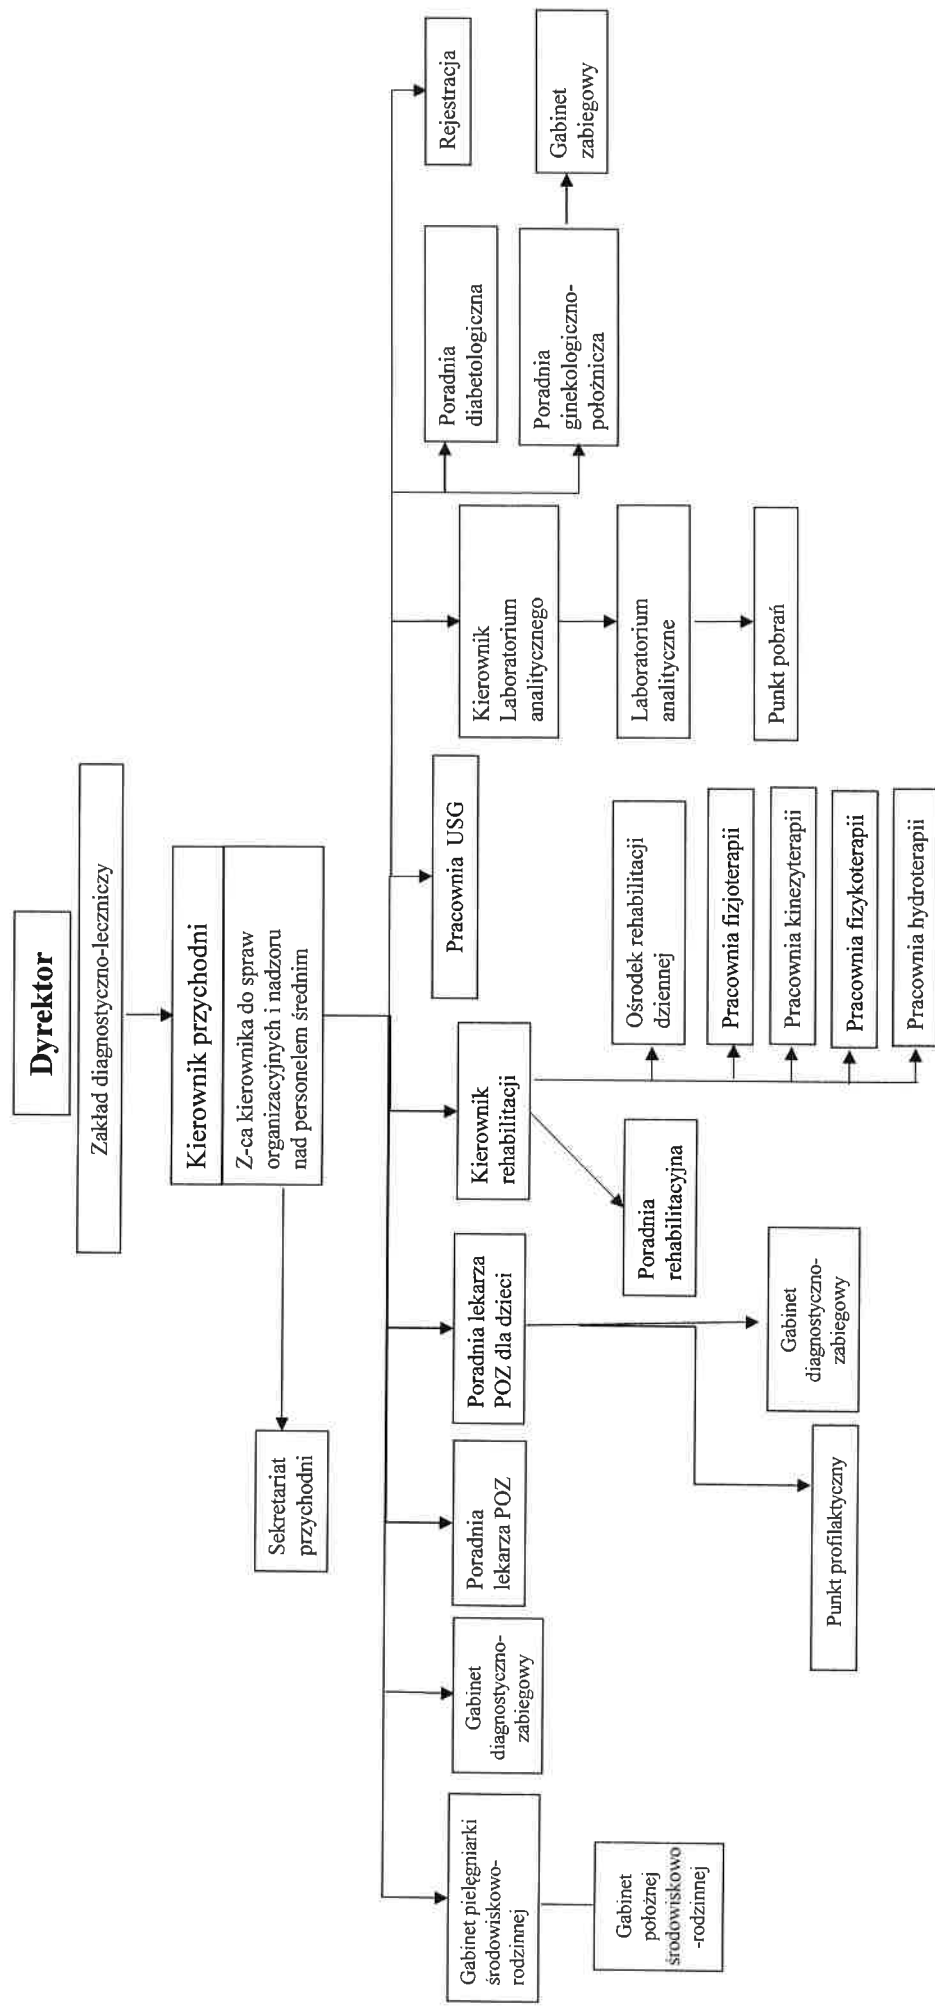 Dyrektor
Zakład diagnostyczno-leczniczy
Kierownik przychodni
Z-ca kierownika do spraw
organizacyjnych i nadzoru
nad personelem średnim
Sekretariat
przychodni
Gabinet pielęgniarki
środowiskowo-
rodzinnej
Gabinet
położnej
środowiskowo
-rodzinnej
Gabinet
diagnostyczno-
zabiegowy
Poradnia
lekarza POZ
Poradnia lekarza
POZ dla dzieci
Punkt profilaktyczny
Gabinet
diagnostyczno-
zabiegowy
Kierownik
rehabilitacji
Poradnia
rehabilitacyjna
Ośrodek rehabilitacji
dziennej
Pracownia fizjoterapii
Pracownia kinezyterapii
Pracownia fizykoterapii
Pracownia hydroterapii
Pracownia USG
Kierownik
Laboratorium
analitycznego
Laboratorium
analityczne
Punkt pobrań
Poradnia
diabetologiczna
Poradnia
ginekologiczno-
położnicza
Gabinet
zabiegowy
Rejestracja